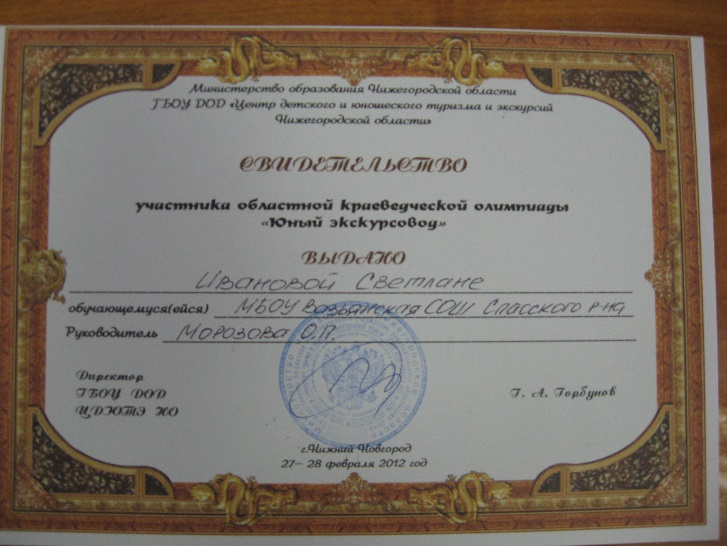 Министерство образования Нижегородской области
ГБОУ ДОД «Центр детского и юношеского туризма и экскурсий
Нижегородской области»
СВИДЕТЕЛЬСТВО
участника областной краеведческой олимпиады
«Юный экскурсовод»
ВЫДАНО
Ивановой Светлане
обучающемуся(ейся) МБОУ Вазьянская СОШ Спасского р-на
Руководитель Морозова О.П.
Директор
ГБОУ ДОД
ЦДЮТЭ НО
Г. А. Горбунов
г.Нижний Новгород
27– 28 февраля 2012 год